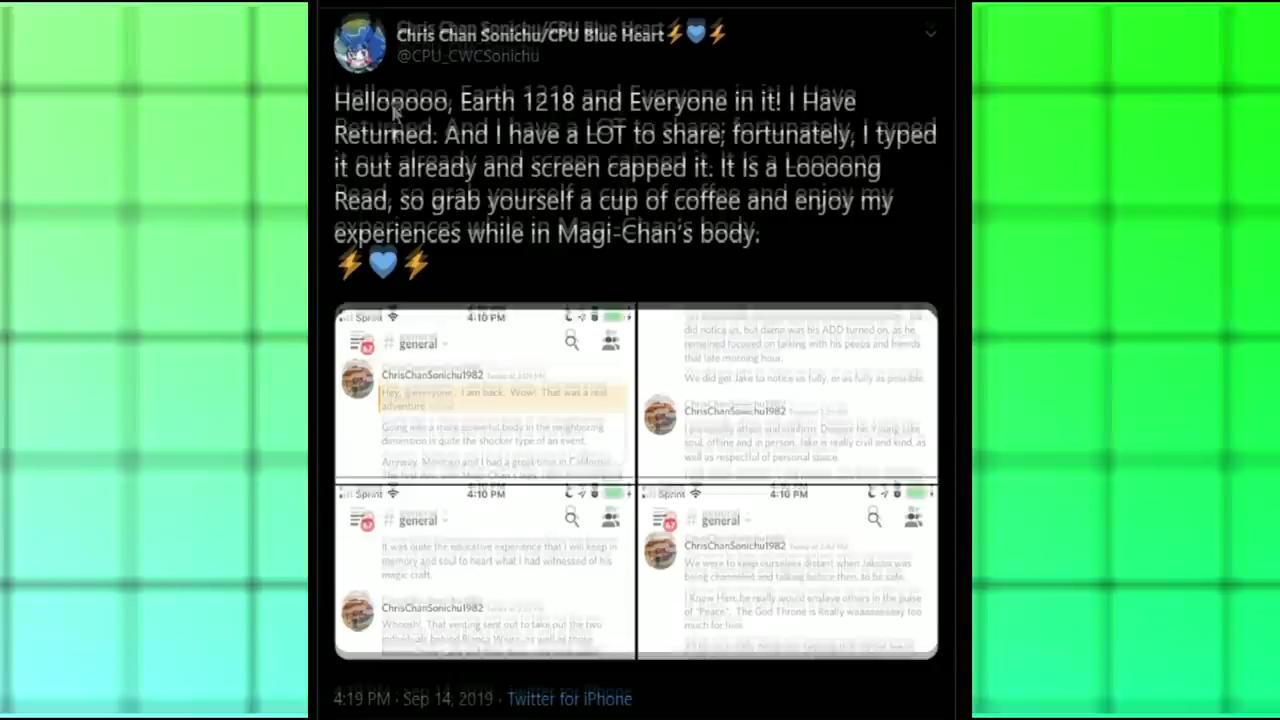 Chris Chan Sonichu/CPU Blue Heart⚡💙⚡
@CPU_CWCSonichu
Hellooooo, Earth 1218 and Everyone in it! I Have
Returned. And I have a LOT to share; fortunately, I typed
it out already and screen capped it. It Is a Loooong
Read, so grab yourself a cup of coffee and enjoy my
experiences while in Magi-Chan's body.
⚡💙⚡
Sprint 4:10 PM
67 # general
ChrisChanSonichu1982
Hey, @everyone. I am back. Wow! That was a real
adventure
Going into a more powerful body in the neighboring
dimension is quite the shocker type of an event.
Anyway, and I had a great time in California
did notice us, but damn was his ADD turned on, as he
remained focused on talking with his peeps and friends
that late morning hour.
We did get Jake to notice us fully, or as fully as possible.
ChrisChanSonichu1982
I personally attest and confirm: Despite his Young Jake
soul, offline and in person, Jake is really civil and kind, as
well as respectful of personal space.
Sprint 4:10 PM
67 # general
It was quite the educative experience that I will keep in
memory and soul to heart what I had witnessed of his
magic craft.
ChrisChanSonichu1982
Whoosh! That venting sent out to take out the two
individuals behind Bianca as well as those
Sprint 4:10 PM
67 # general
ChrisChanSonichu1982
We were to keep ourselves distant when was
being channeled and talking before then, to be safe.
I Know Him, he really would enslave others in the pulse
of "Peace". The God Throne is Really waaaaaaaay too
much for him.
4:19 PM · Sep 14, 2019 · Twitter for iPhone